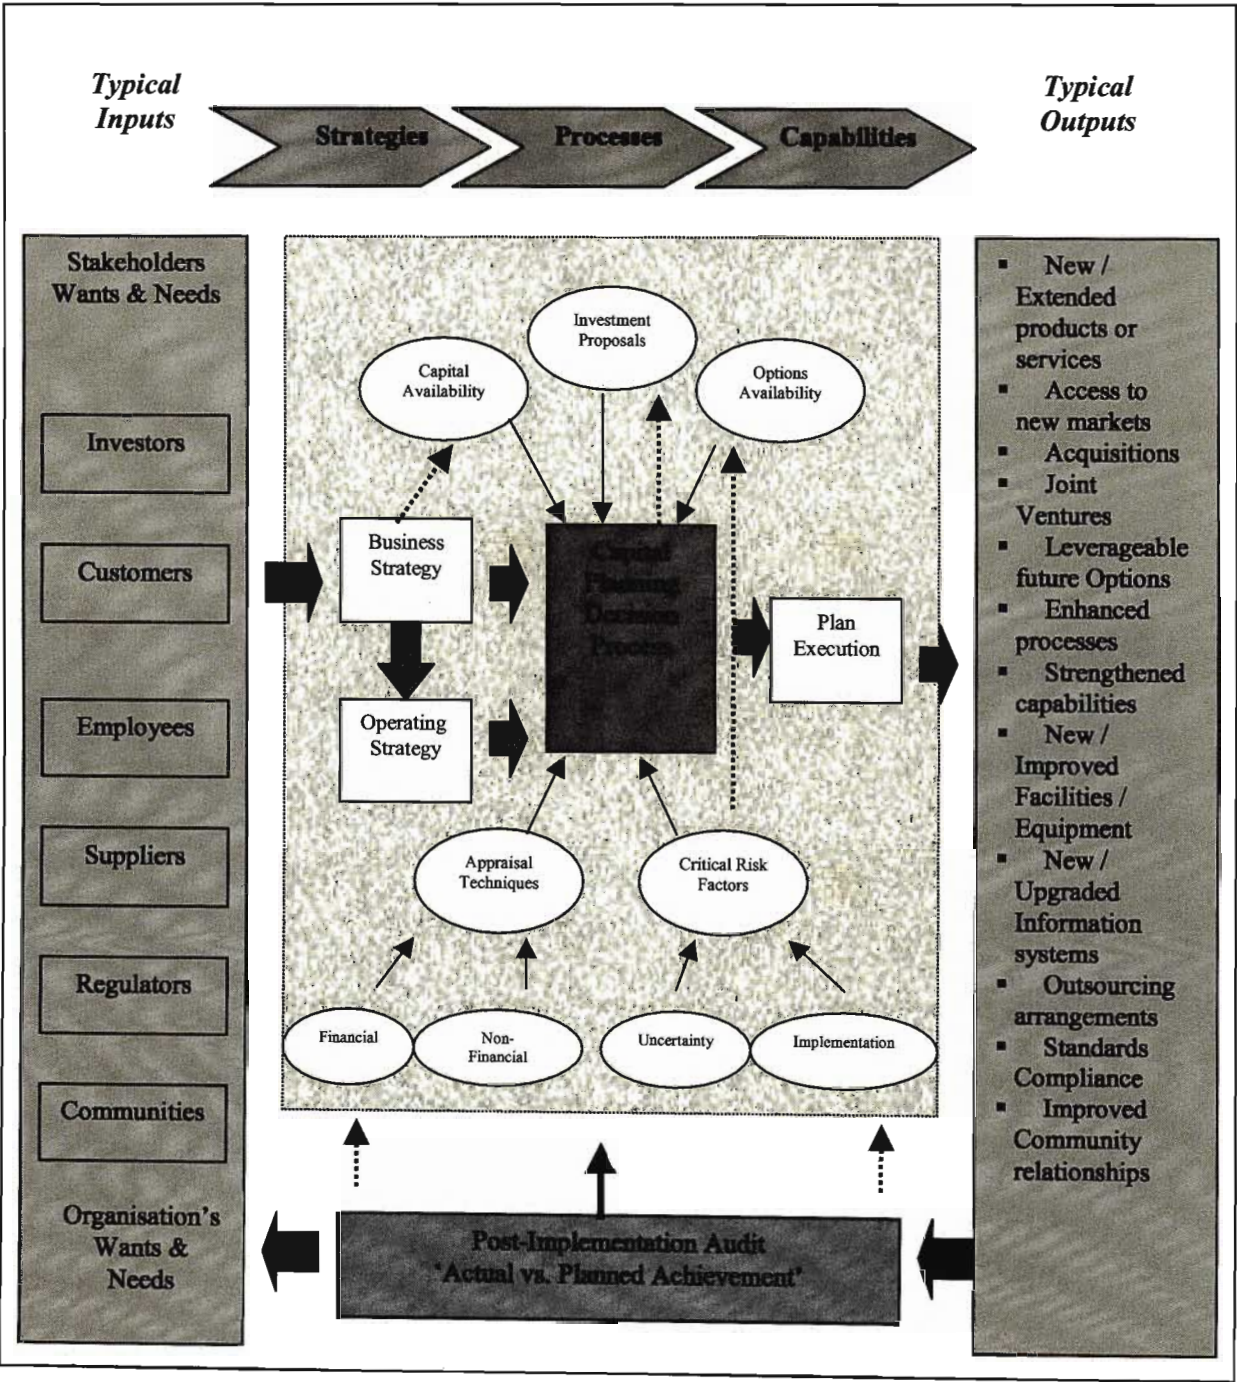 Typical
Inputs
Strategies
Processes
Capabilities
Typical
Outputs
Stakeholders
Wants & Needs
Investors
Customers
Employees
Suppliers
Regulators
Communities
Organisation's
Wants &
Needs
Investment
Proposals
Capital
Availability
Options
Availability
Business
Strategy
Capital
Planning
Decision
Process
Plan
Execution
Operating
Strategy
Appraisal
Techniques
Critical Risk
Factors
Financial
Non-
Financial
Uncertainty
Implementation
Post-Implementation Audit
'Actual vs. Planned Achievement'
▪ New /
Extended
products or
services
▪ Access to
new markets
▪ Acquisitions
▪ Joint
Ventures
▪ Leverageable
future Options
▪ Enhanced
processes
▪ Strengthened
capabilities
▪ New /
Improved
Facilities /
Equipment
▪ New /
Upgraded
Information
systems
▪ Outsourcing
arrangements
▪ Standards
Compliance
▪ Improved
Community
relationships